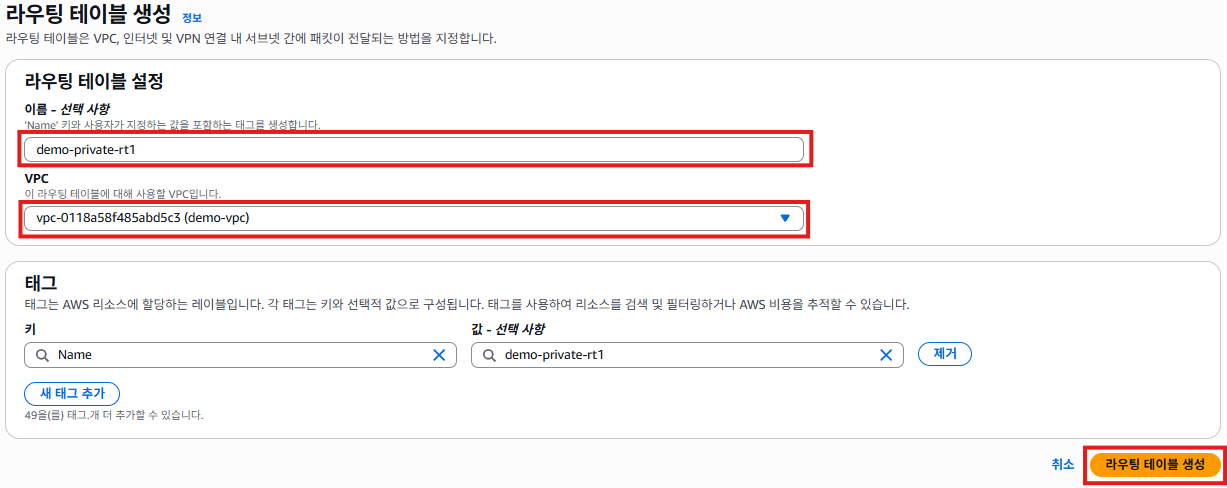 라우팅 테이블 생성 정보
라우팅 테이블은 VPC, 인터넷 및 VPN 연결 내 서브넷 간에 패킷이 전달되는 방법을 지정합니다.
라우팅 테이블 설정
이름 - 선택 사항
'Name' 키와 사용자가 지정하는 값을 포함하는 태그를 생성합니다.
demo-private-rt1
VPC
이 라우팅 테이블에 대해 사용할 VPC입니다.
vpc-0118a58f485abd5c3 (demo-vpc)
태그
태그는 AWS 리소스에 할당하는 레이블입니다. 각 태그는 키와 선택적 값으로 구성됩니다. 태그를 사용하여 리소스를 검색 및 필터링하거나 AWS 비용을 추적할 수 있습니다.
키 값 - 선택 사항
Name demo-private-rt1 제거
새 태그 추가
49을(를) 태그.개 더 추가할 수 있습니다.
취소 라우팅 테이블 생성